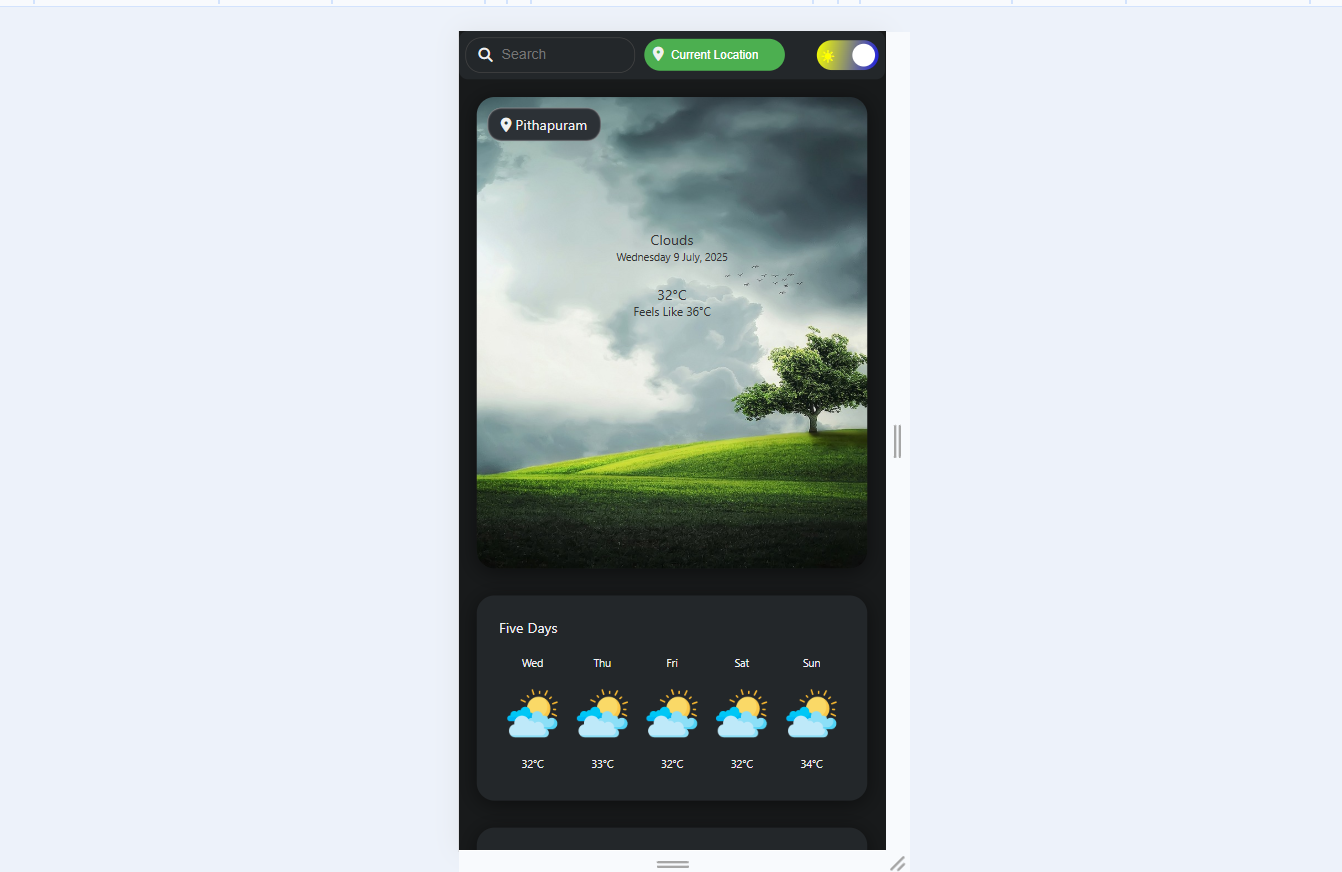 Search
Current Location
Pithapuram
Clouds
Wednesday 9 July, 2025
32°C
Feels Like 36°C
Five Days
Wed Thu Fri Sat Sun
32°C 33°C 32°C 32°C 34°C